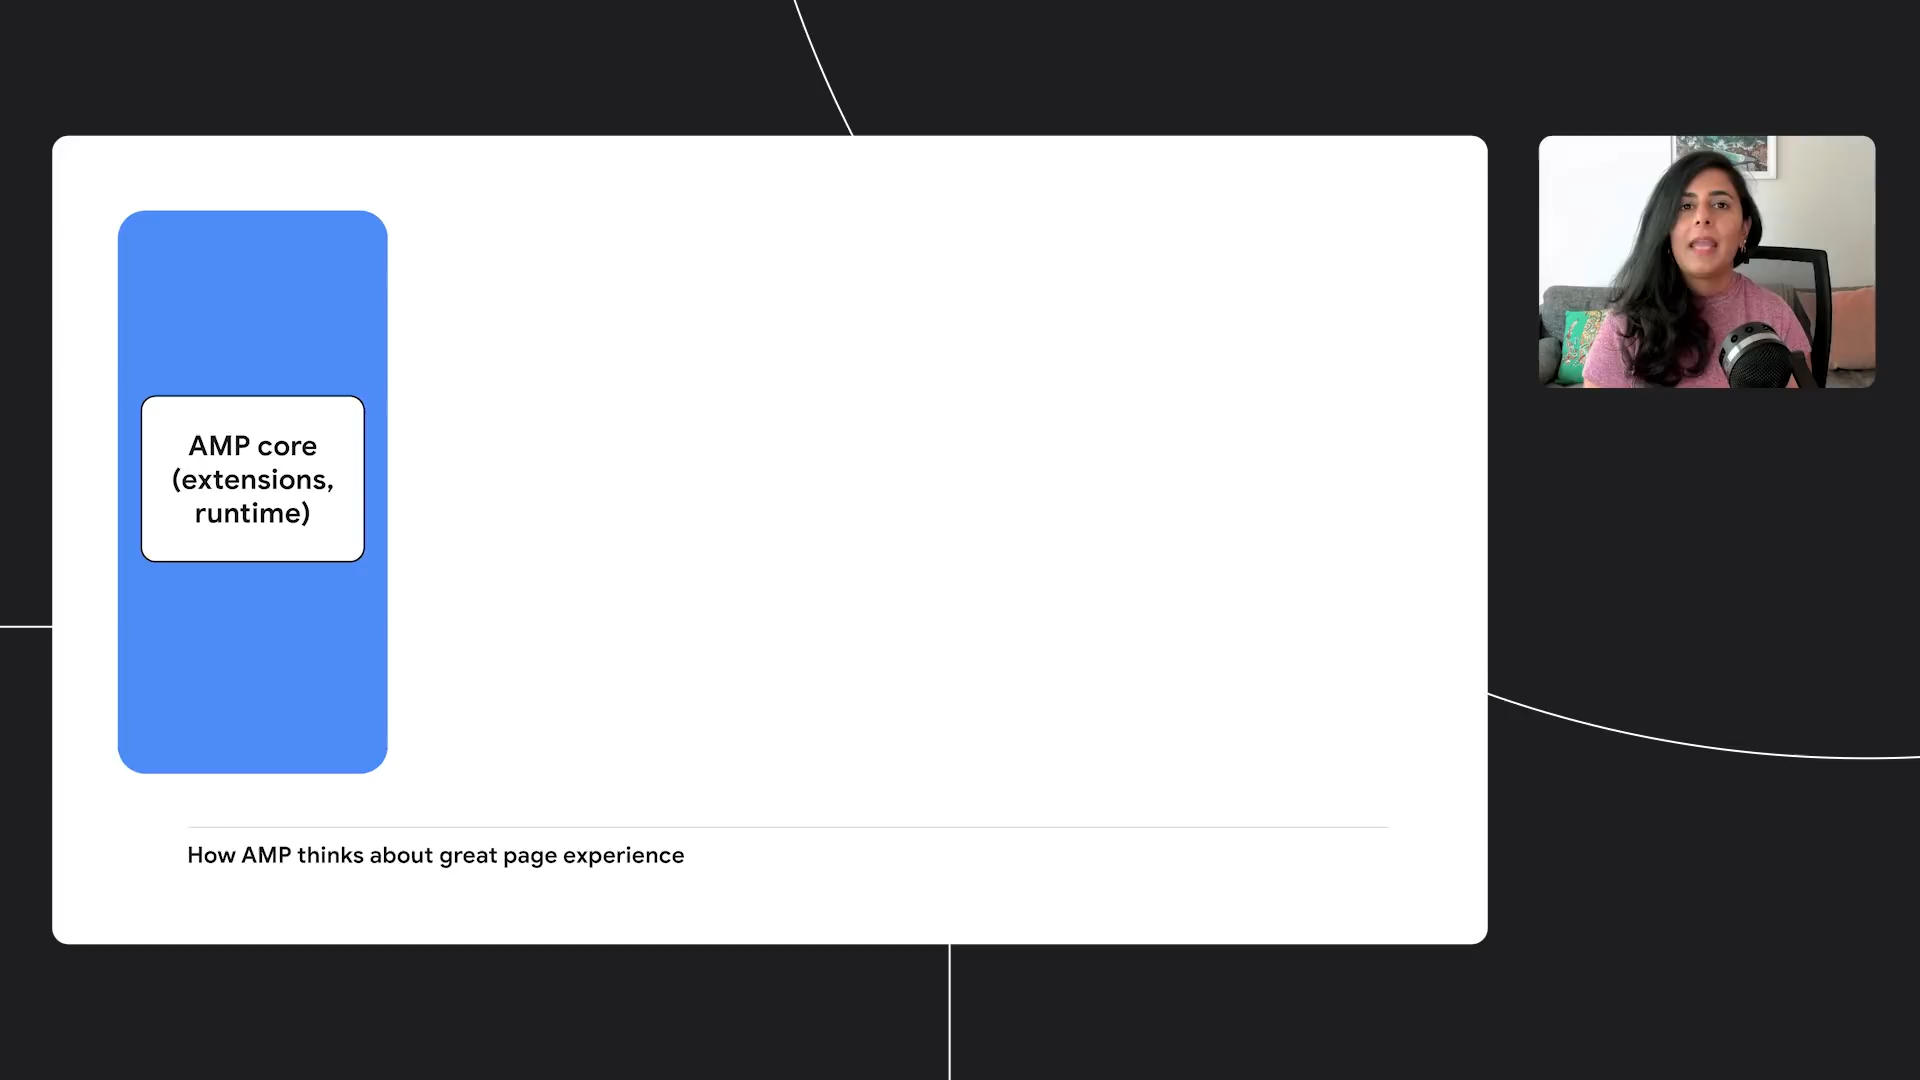 AMP core
(extensions,
runtime)
How AMP thinks about great page experience